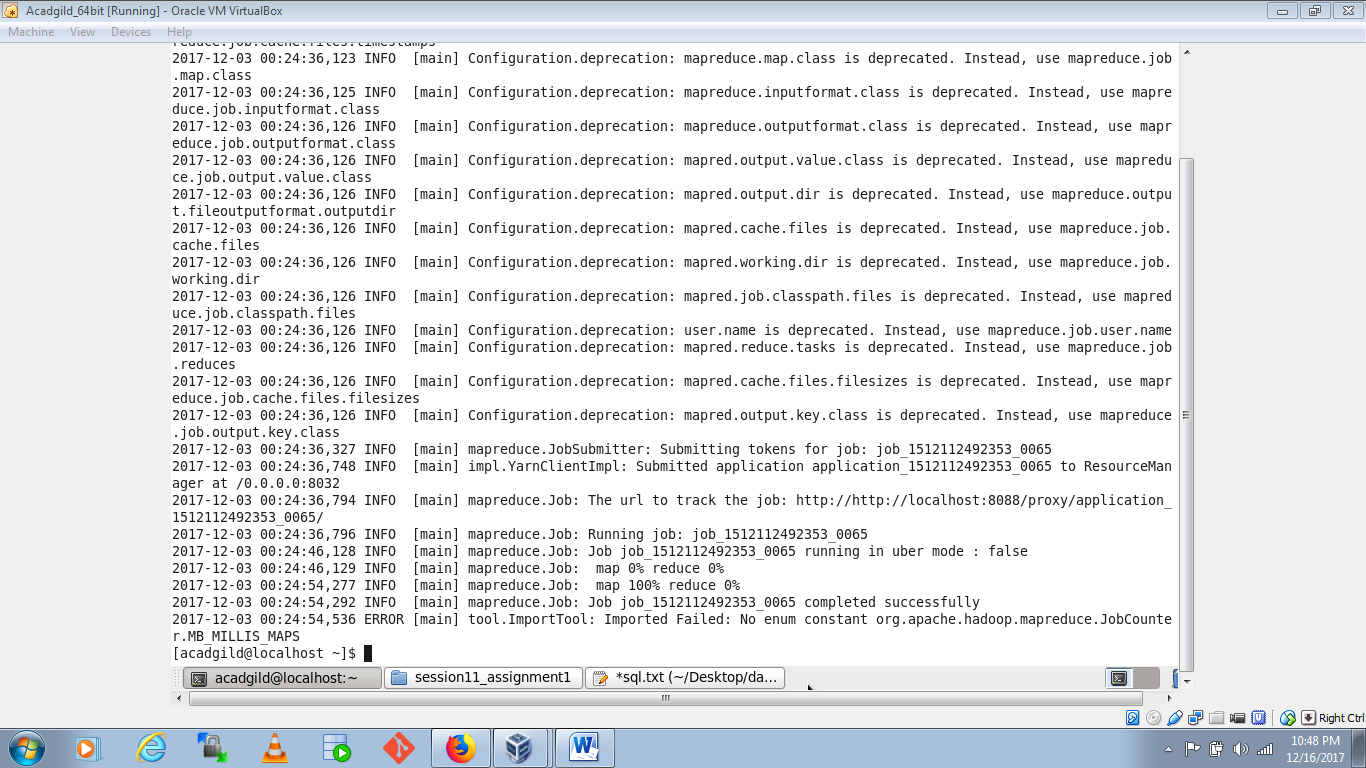 Acadgild_64bit [Running] - Oracle VM VirtualBox
Machine View Devices Help
reduce.job.cache.files.timestamps
2017-12-03 00:24:36,123 INFO  [main] Configuration.deprecation: mapreduce.map.class is deprecated. Instead, use mapreduce.job
.map.class
2017-12-03 00:24:36,125 INFO  [main] Configuration.deprecation: mapreduce.inputformat.class is deprecated. Instead, use mapre
duce.job.inputformat.class
2017-12-03 00:24:36,126 INFO  [main] Configuration.deprecation: mapreduce.outputformat.class is deprecated. Instead, use mapr
educe.job.outputformat.class
2017-12-03 00:24:36,126 INFO  [main] Configuration.deprecation: mapred.output.value.class is deprecated. Instead, use mapredu
ce.job.output.value.class
2017-12-03 00:24:36,126 INFO  [main] Configuration.deprecation: mapred.output.dir is deprecated. Instead, use mapreduce.outpu
t.fileoutputformat.outputdir
2017-12-03 00:24:36,126 INFO  [main] Configuration.deprecation: mapred.cache.files is deprecated. Instead, use mapreduce.job.
cache.files
2017-12-03 00:24:36,126 INFO  [main] Configuration.deprecation: mapred.working.dir is deprecated. Instead, use mapreduce.job.
working.dir
2017-12-03 00:24:36,126 INFO  [main] Configuration.deprecation: mapred.job.classpath.files is deprecated. Instead, use mapred
uce.job.classpath.files
2017-12-03 00:24:36,126 INFO  [main] Configuration.deprecation: user.name is deprecated. Instead, use mapreduce.job.user.name
2017-12-03 00:24:36,126 INFO  [main] Configuration.deprecation: mapred.reduce.tasks is deprecated. Instead, use mapreduce.job
.reduces
2017-12-03 00:24:36,126 INFO  [main] Configuration.deprecation: mapred.cache.files.filesizes is deprecated. Instead, use mapr
educe.job.cache.files.filesizes
2017-12-03 00:24:36,126 INFO  [main] Configuration.deprecation: mapred.output.key.class is deprecated. Instead, use mapreduce
.job.output.key.class
2017-12-03 00:24:36,327 INFO  [main] mapreduce.JobSubmitter: Submitting tokens for job: job_1512112492353_0065
2017-12-03 00:24:36,748 INFO  [main] impl.YarnClientImpl: Submitted application application_1512112492353_0065 to ResourceMan
ager at /0.0.0.0:8032
2017-12-03 00:24:36,794 INFO  [main] mapreduce.Job: The url to track the job: http://http://localhost:8088/proxy/application_
1512112492353_0065/
2017-12-03 00:24:36,796 INFO  [main] mapreduce.Job: Running job: job_1512112492353_0065
2017-12-03 00:24:46,128 INFO  [main] mapreduce.Job: Job job_1512112492353_0065 running in uber mode : false
2017-12-03 00:24:46,129 INFO  [main] mapreduce.Job:  map 0% reduce 0%
2017-12-03 00:24:54,277 INFO  [main] mapreduce.Job:  map 100% reduce 0%
2017-12-03 00:24:54,292 INFO  [main] mapreduce.Job: Job job_1512112492353_0065 completed successfully
2017-12-03 00:24:54,536 ERROR [main] tool.ImportTool: Imported Failed: No enum constant org.apache.hadoop.mapreduce.JobCounte
r.MB_MILLIS_MAPS
[acadgild@localhost ~]$
acadgild@localhost:~ session11_assignment1 *sql.txt (~/Desktop/da...
Right Ctrl
10:48 PM
12/16/2017